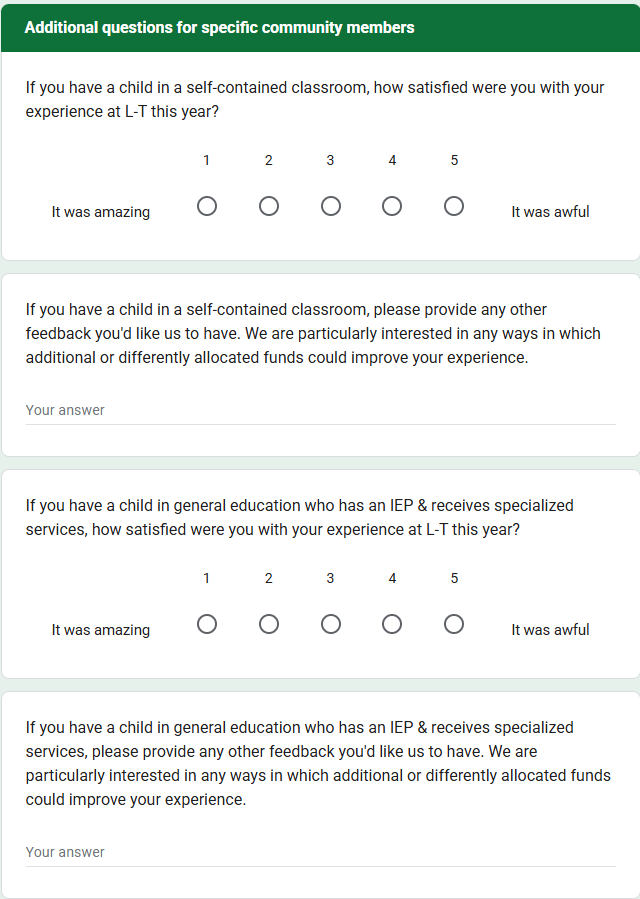 Additional questions for specific community members
If you have a child in a self-contained classroom, how satisfied were you with your
experience at L-T this year?
1 2 3 4 5
It was amazing It was awful
If you have a child in a self-contained classroom, please provide any other
feedback you'd like us to have. We are particularly interested in any ways in which
additional or differently allocated funds could improve your experience.
Your answer
If you have a child in general education who has an IEP & receives specialized
services, how satisfied were you with your experience at L-T this year?
1 2 3 4 5
It was amazing It was awful
If you have a child in general education who has an IEP & receives specialized
services, please provide any other feedback you'd like us to have. We are
particularly interested in any ways in which additional or differently allocated funds
could improve your experience.
Your answer